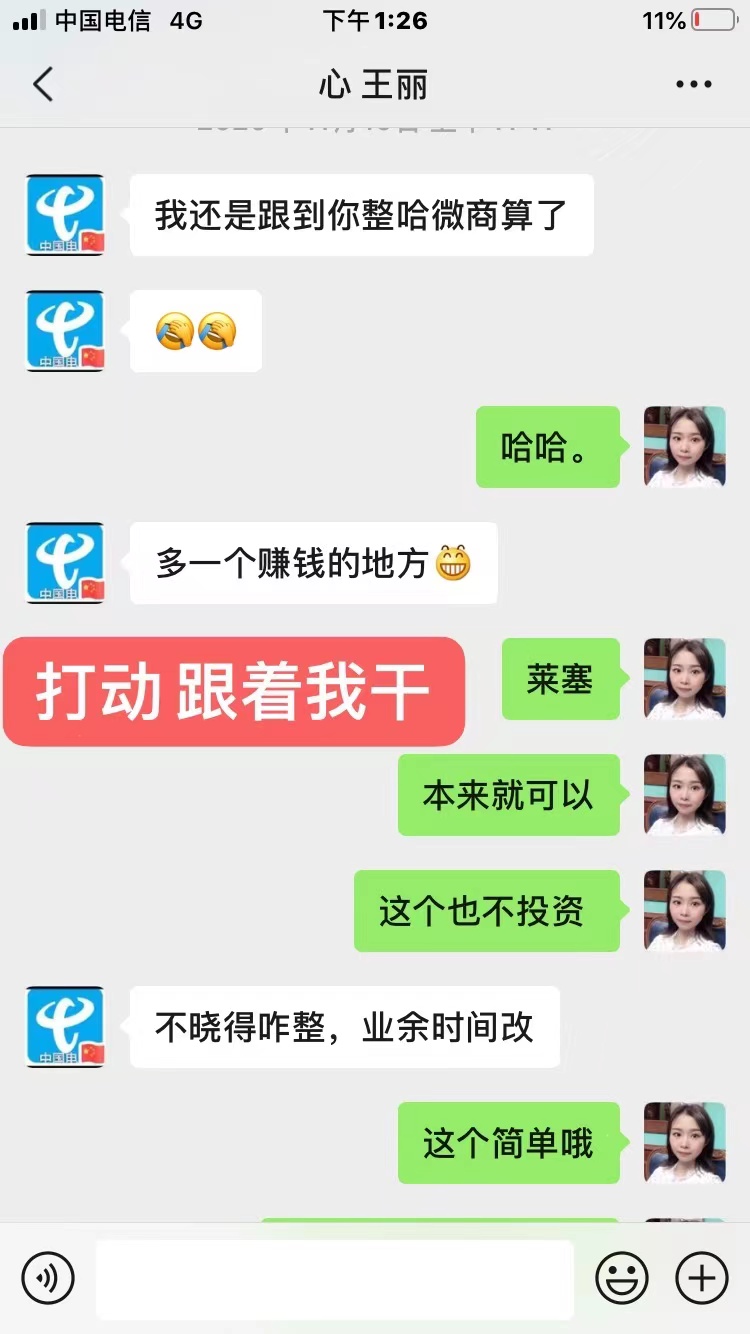 中国电信 4G 下午1:26 11%
心 王丽
我还是跟到你整哈微商算了
哈哈。
多一个赚钱的地方
莱塞
打动 跟着我干
本来就可以
这个也不投资
不晓得咋整，业余时间改
这个简单哦